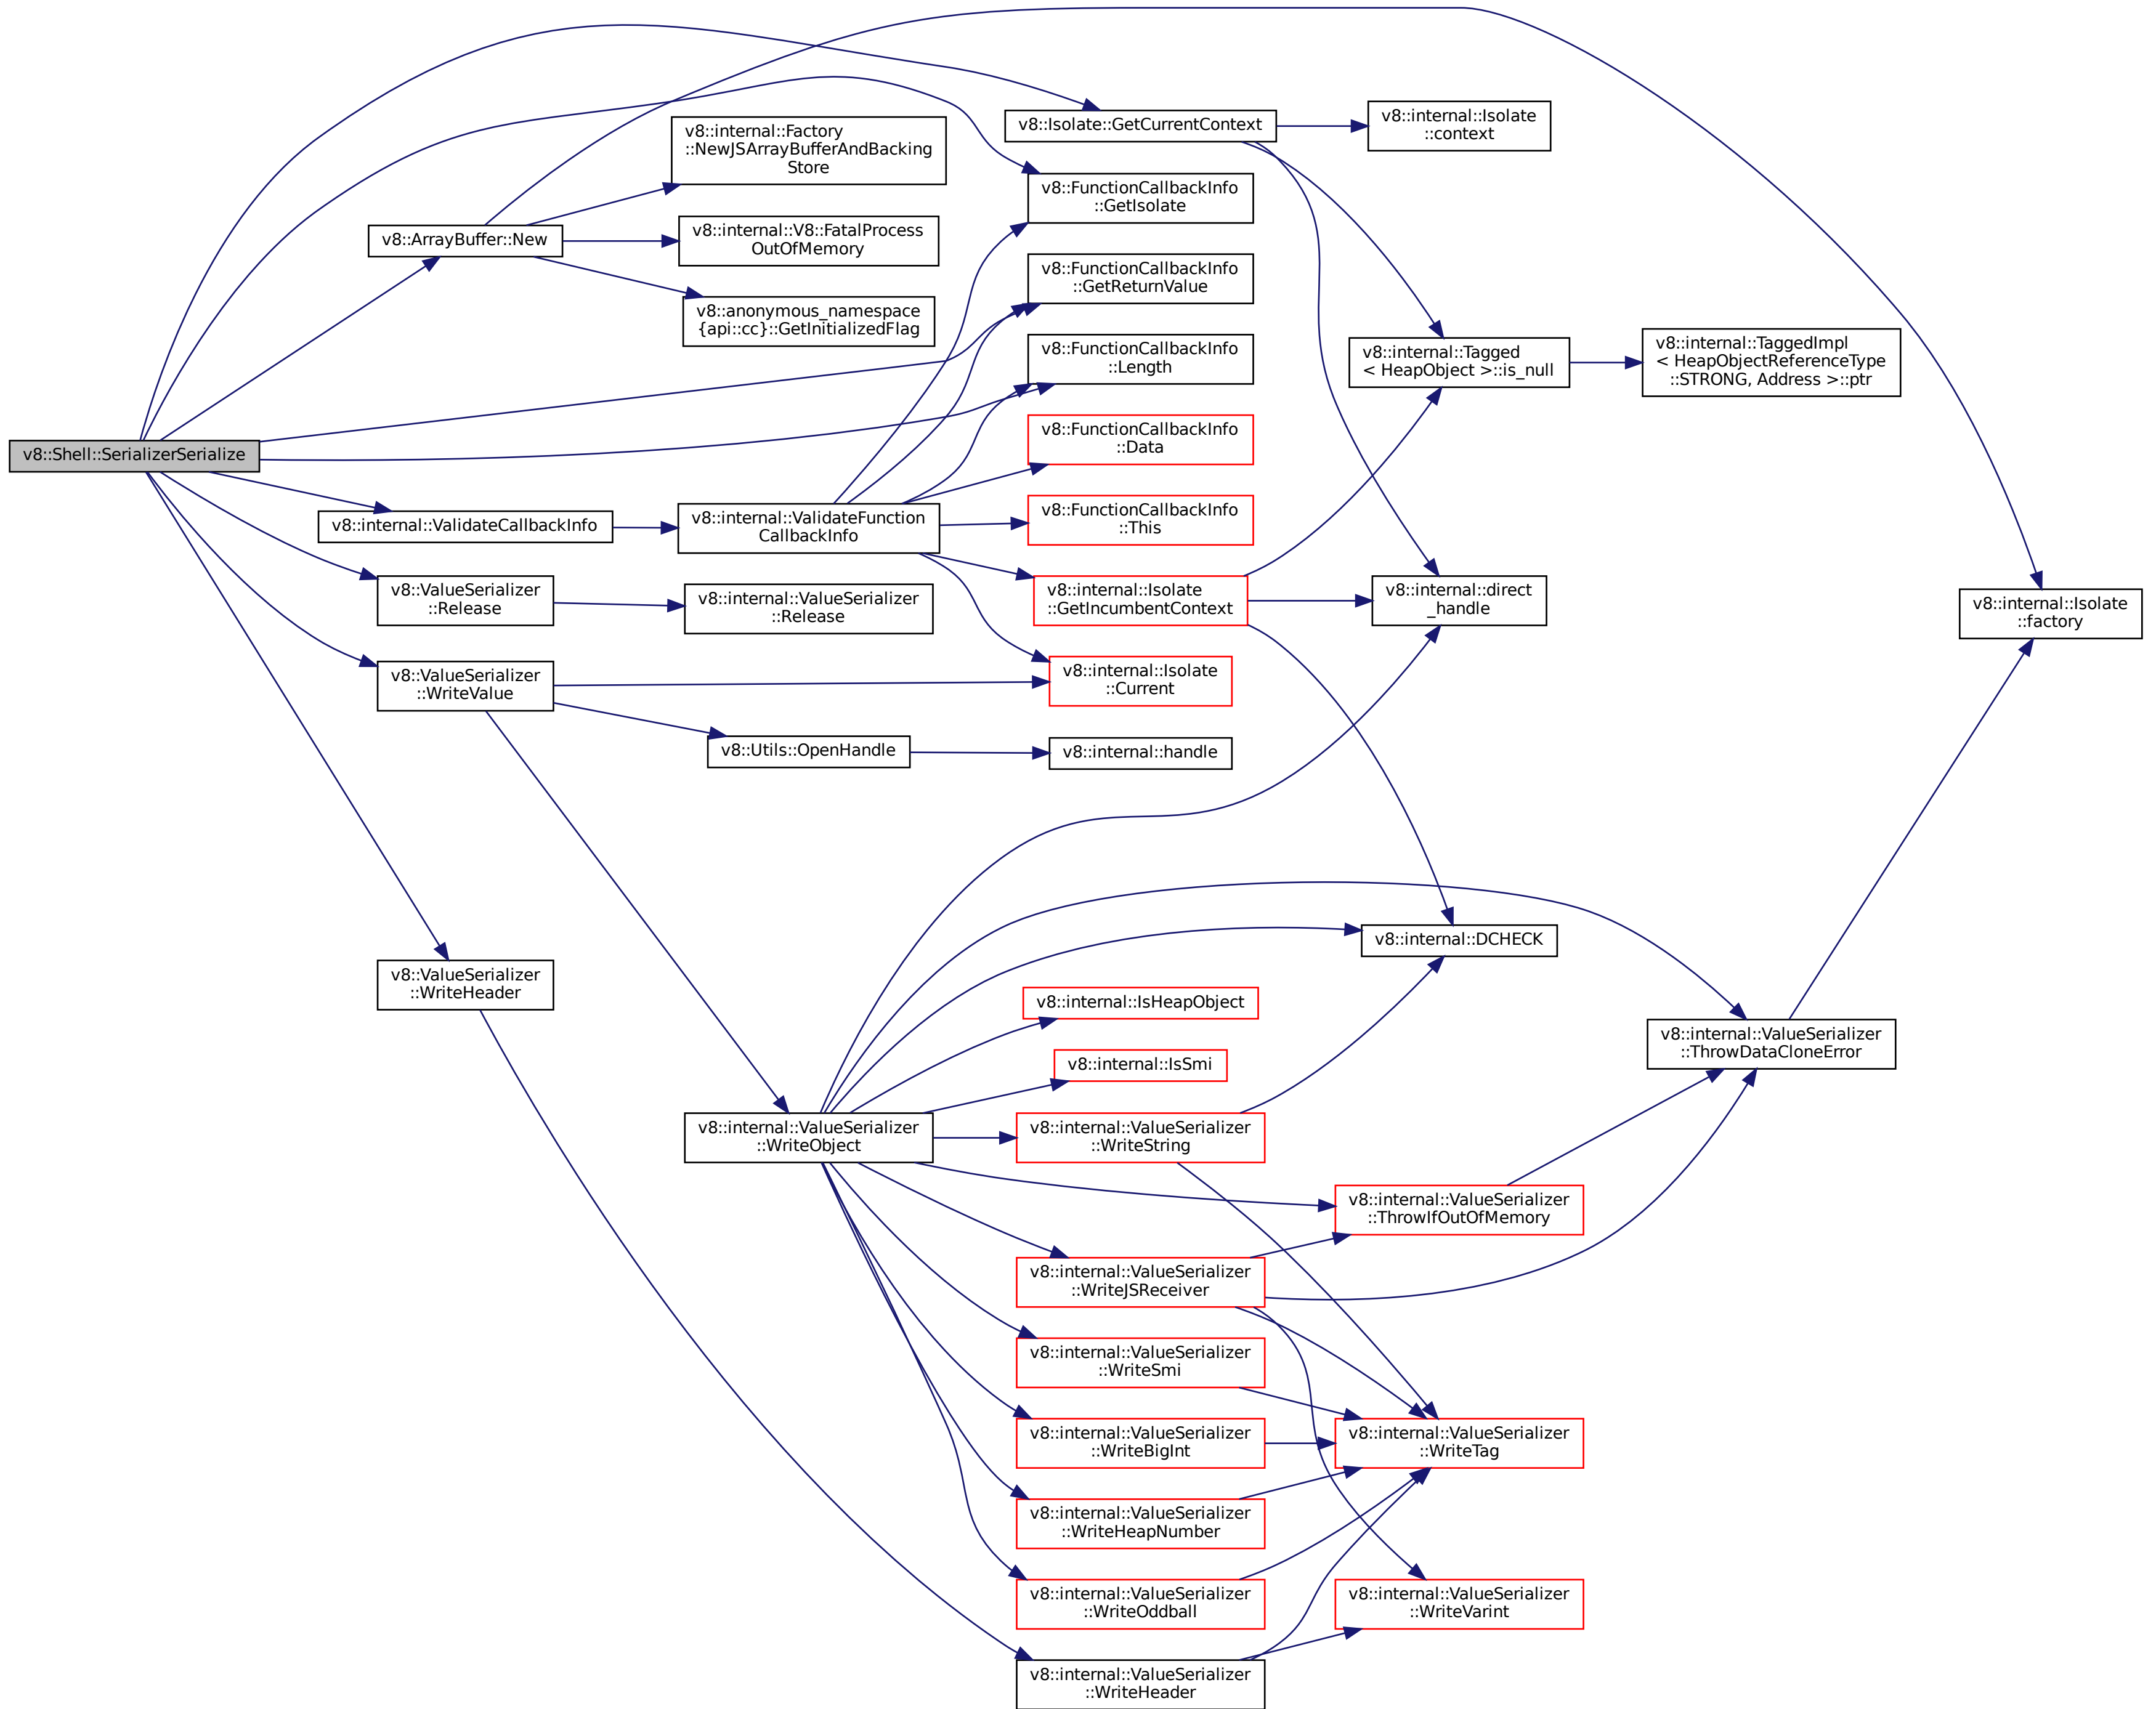 v8::Shell::SerializerSerialize
v8::ArrayBuffer::New
v8::internal::ValidateCallbackInfo
v8::ValueSerializer
::Release
v8::ValueSerializer
::WriteValue
v8::ValueSerializer
::WriteHeader
v8::internal::Factory
::NewJSArrayBufferAndBacking
Store
v8::internal::V8::FatalProcess
OutOfMemory
v8::anonymous_namespace
{api::cc}::GetInitializedFlag
v8::internal::ValidateFunction
CallbackInfo
v8::internal::ValueSerializer
::Release
v8::Utils::OpenHandle
v8::internal::ValueSerializer
::WriteObject
v8::Isolate::GetCurrentContext
v8::FunctionCallbackInfo
::GetIsolate
v8::FunctionCallbackInfo
::GetReturnValue
v8::FunctionCallbackInfo
::Length
v8::FunctionCallbackInfo
::Data
v8::FunctionCallbackInfo
::This
v8::internal::Isolate
::GetIncumbentContext
v8::internal::Isolate
::Current
v8::internal::handle
v8::internal::IsHeapObject
v8::internal::IsSmi
v8::internal::ValueSerializer
::WriteString
v8::internal::ValueSerializer
::WriteJSReceiver
v8::internal::ValueSerializer
::WriteSmi
v8::internal::ValueSerializer
::WriteBigInt
v8::internal::ValueSerializer
::WriteHeapNumber
v8::internal::ValueSerializer
::WriteOddball
v8::internal::ValueSerializer
::WriteHeader
v8::internal::Isolate
::context
v8::internal::Tagged
< HeapObject >::is_null
v8::internal::direct
_handle
v8::internal::DCHECK
v8::internal::ValueSerializer
::ThrowIfOutOfMemory
v8::internal::ValueSerializer
::WriteTag
v8::internal::ValueSerializer
::WriteVarint
v8::internal::TaggedImpl
< HeapObjectReferenceType
::STRONG, Address >::ptr
v8::internal::ValueSerializer
::ThrowDataCloneError
v8::internal::Isolate
::factory